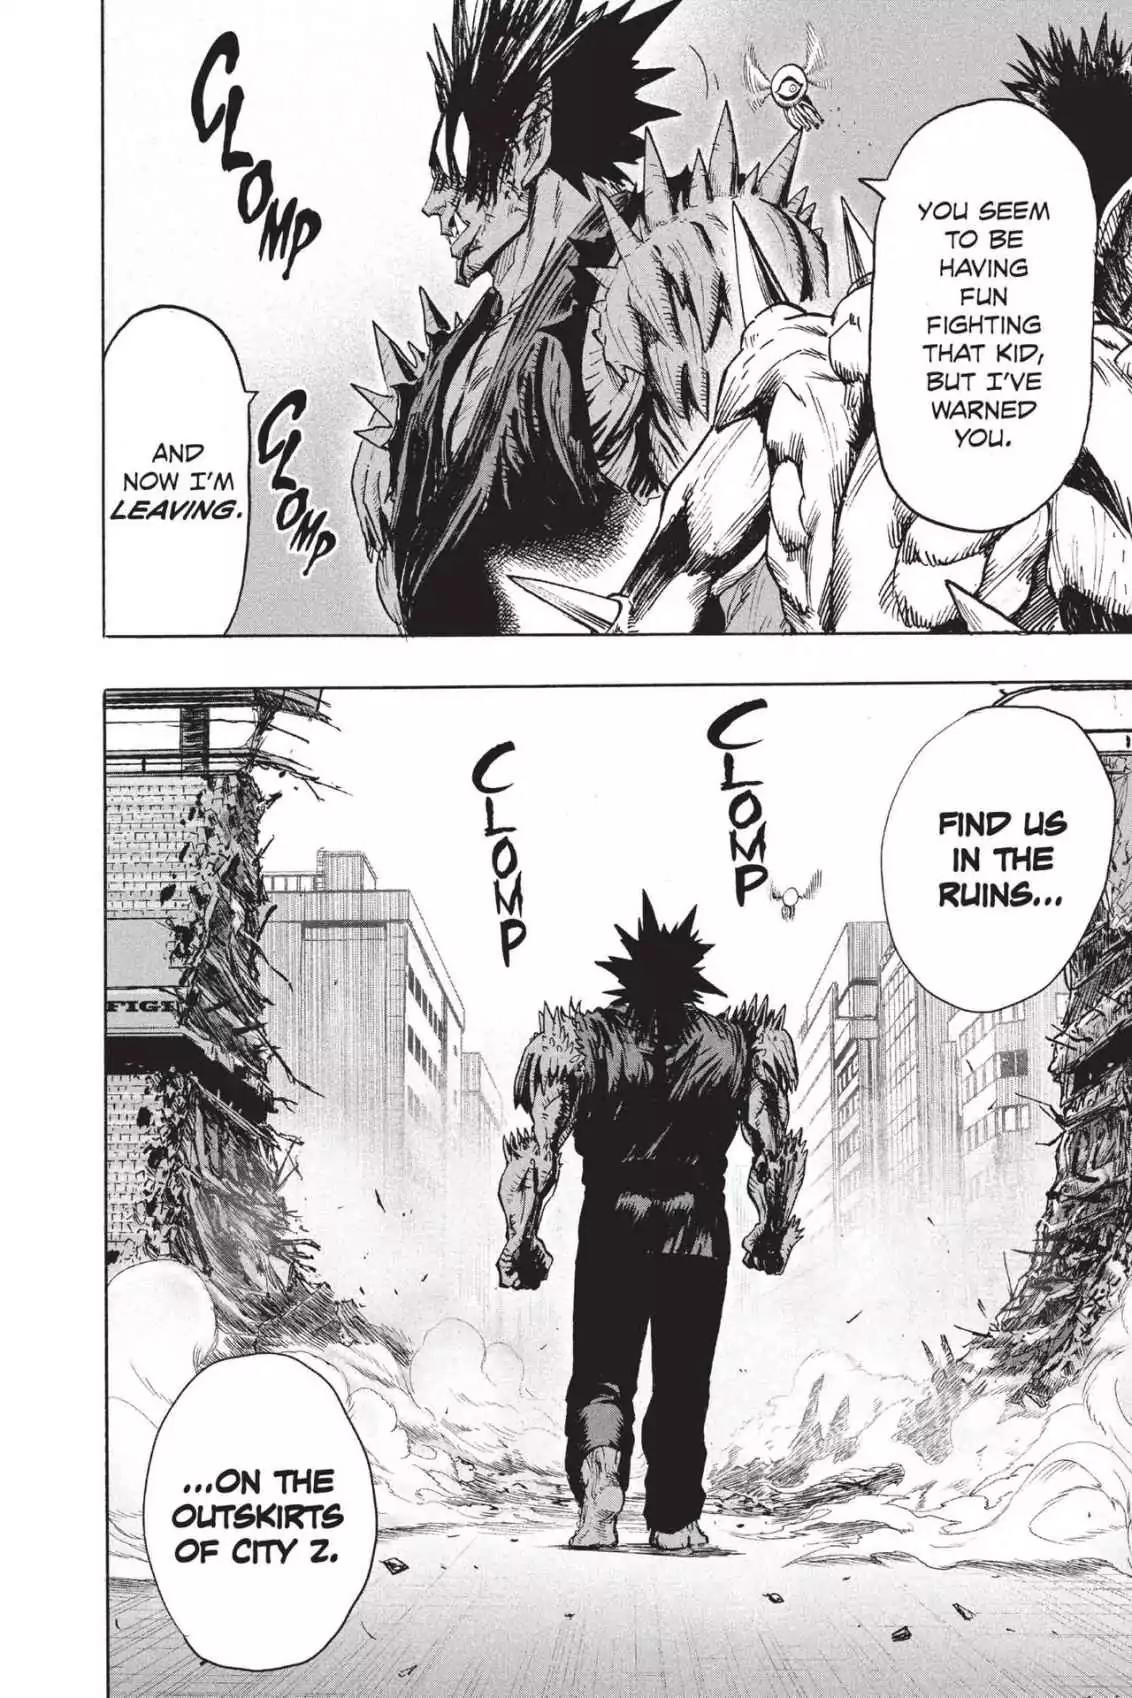 YOU SEEM
TO BE
HAVING
FUN
FIGHTING
THAT KID,
BUT I'VE
WARNED
YOU.
CLOMP
CLOMP
AND
NOW I'M
LEAVING.
FIND US
IN THE
RUINS...
CLOMP
CLOMP
FIGH
...ON THE
OUTSKIRTS
OF CITY Z.